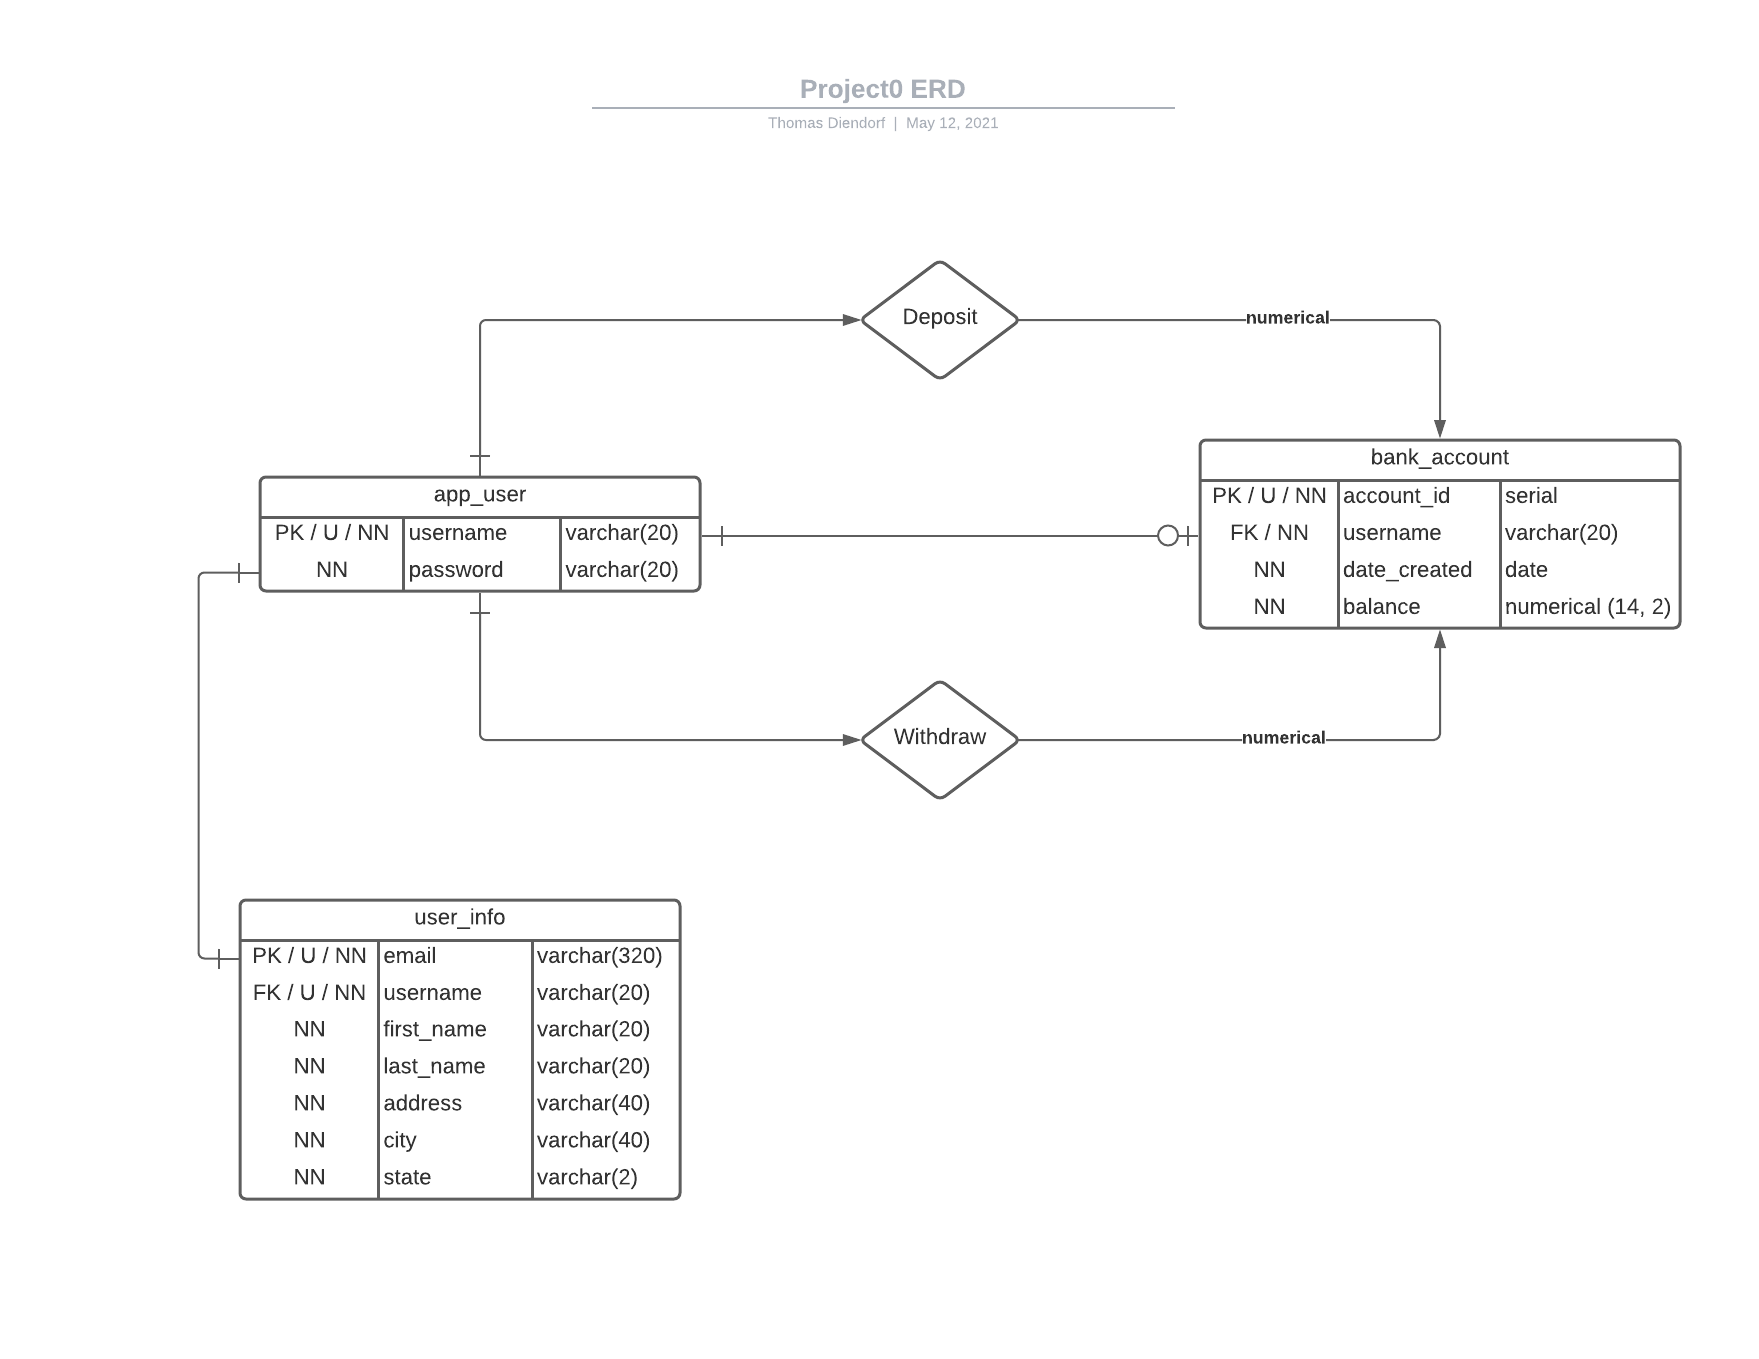 Project0 ERD
Thomas Diendorf | May 12, 2021
Deposit
numerical
app_user
PK / U / NN username varchar(20)
NN password varchar(20)
bank_account
PK / U / NN account_id serial
FK / NN username varchar(20)
NN date_created date
NN balance numerical (14, 2)
Withdraw
numerical
user_info
PK / U / NN email varchar(320)
FK / U / NN username varchar(20)
NN first_name varchar(20)
NN last_name varchar(20)
NN address varchar(40)
NN city varchar(40)
NN state varchar(2)